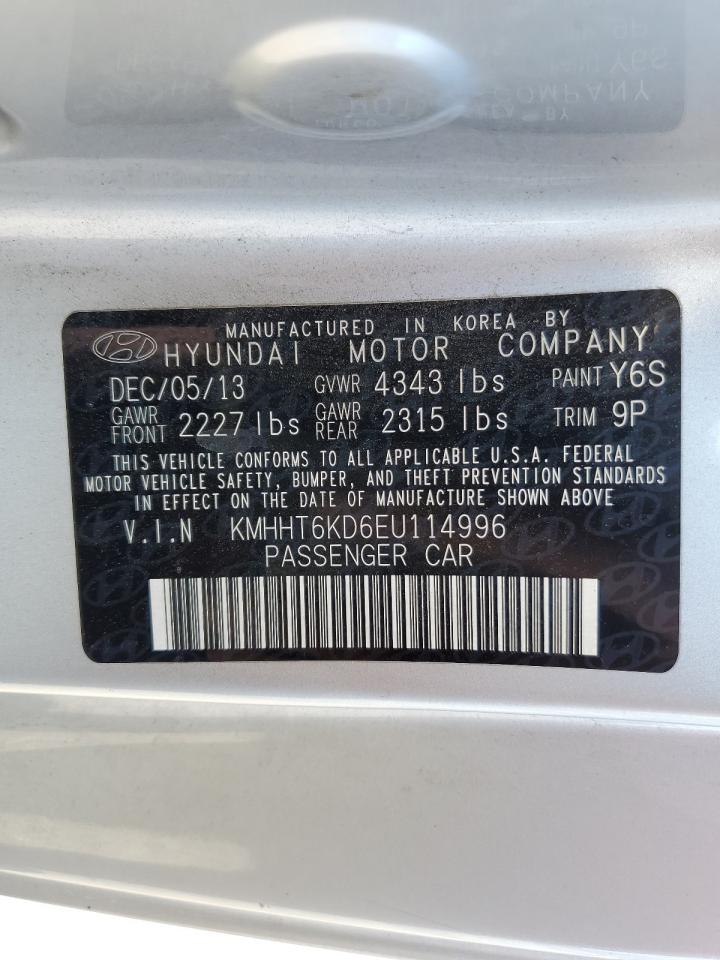 MANUFACTURED IN KOREA BY
HYUNDAI MOTOR COMPANY
DEC/05/13 GVWR 4343 lbs PAINT Y6S
GAWR FRONT 2227 lbs GAWR REAR 2315 lbs TRIM 9P
THIS VEHICLE CONFORMS TO ALL APPLICABLE U.S.A. FEDERAL
MOTOR VEHICLE SAFETY, BUMPER, AND THEFT PREVENTION STANDARDS
IN EFFECT ON THE DATE OF MANUFACTURE SHOWN ABOVE
V.I.N KMHHT6KD6EU114996
PASSENGER CAR